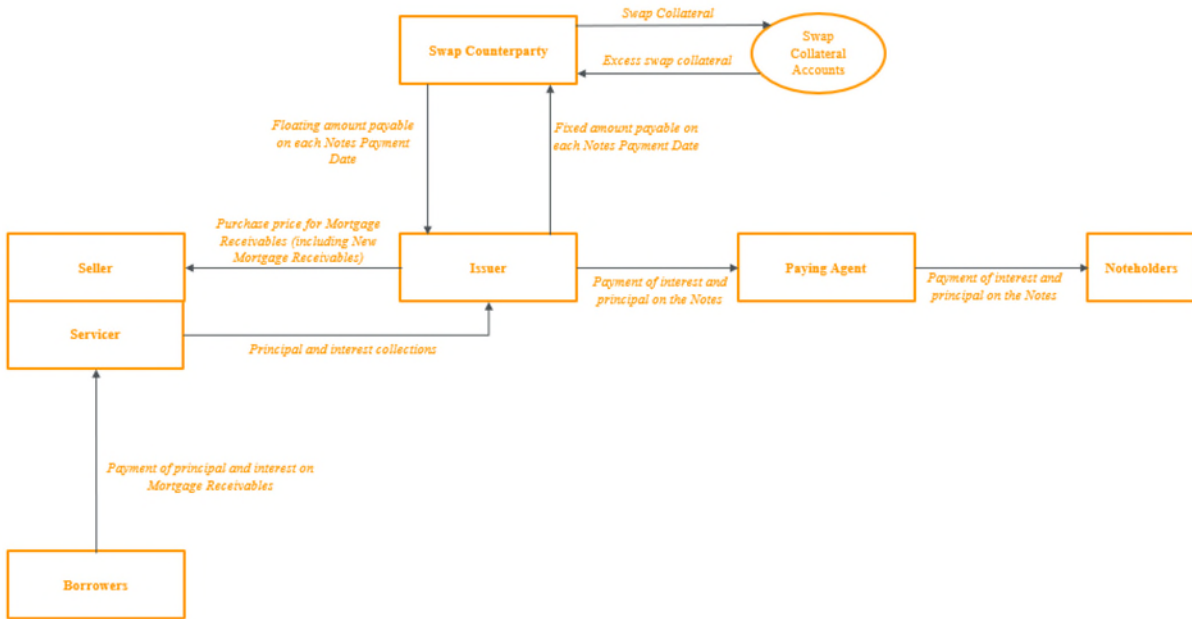 Swap Collateral
Swap Counterparty
Swap
Collateral
Accounts
Excess swap collateral
Floating amount payable
on each Notes Payment
Date
Fixed amount payable on
each Notes Payment Date
Purchase price for Mortgage
Receivables (including New
Mortgage Receivables)
Seller
Issuer
Paying Agent
Noteholders
Payment of interest and
principal on the Notes
Payment of interest and
principal on the Notes
Servicer
Principal and interest collections
Payment of principal and interest on
Mortgage Receivables
Borrowers